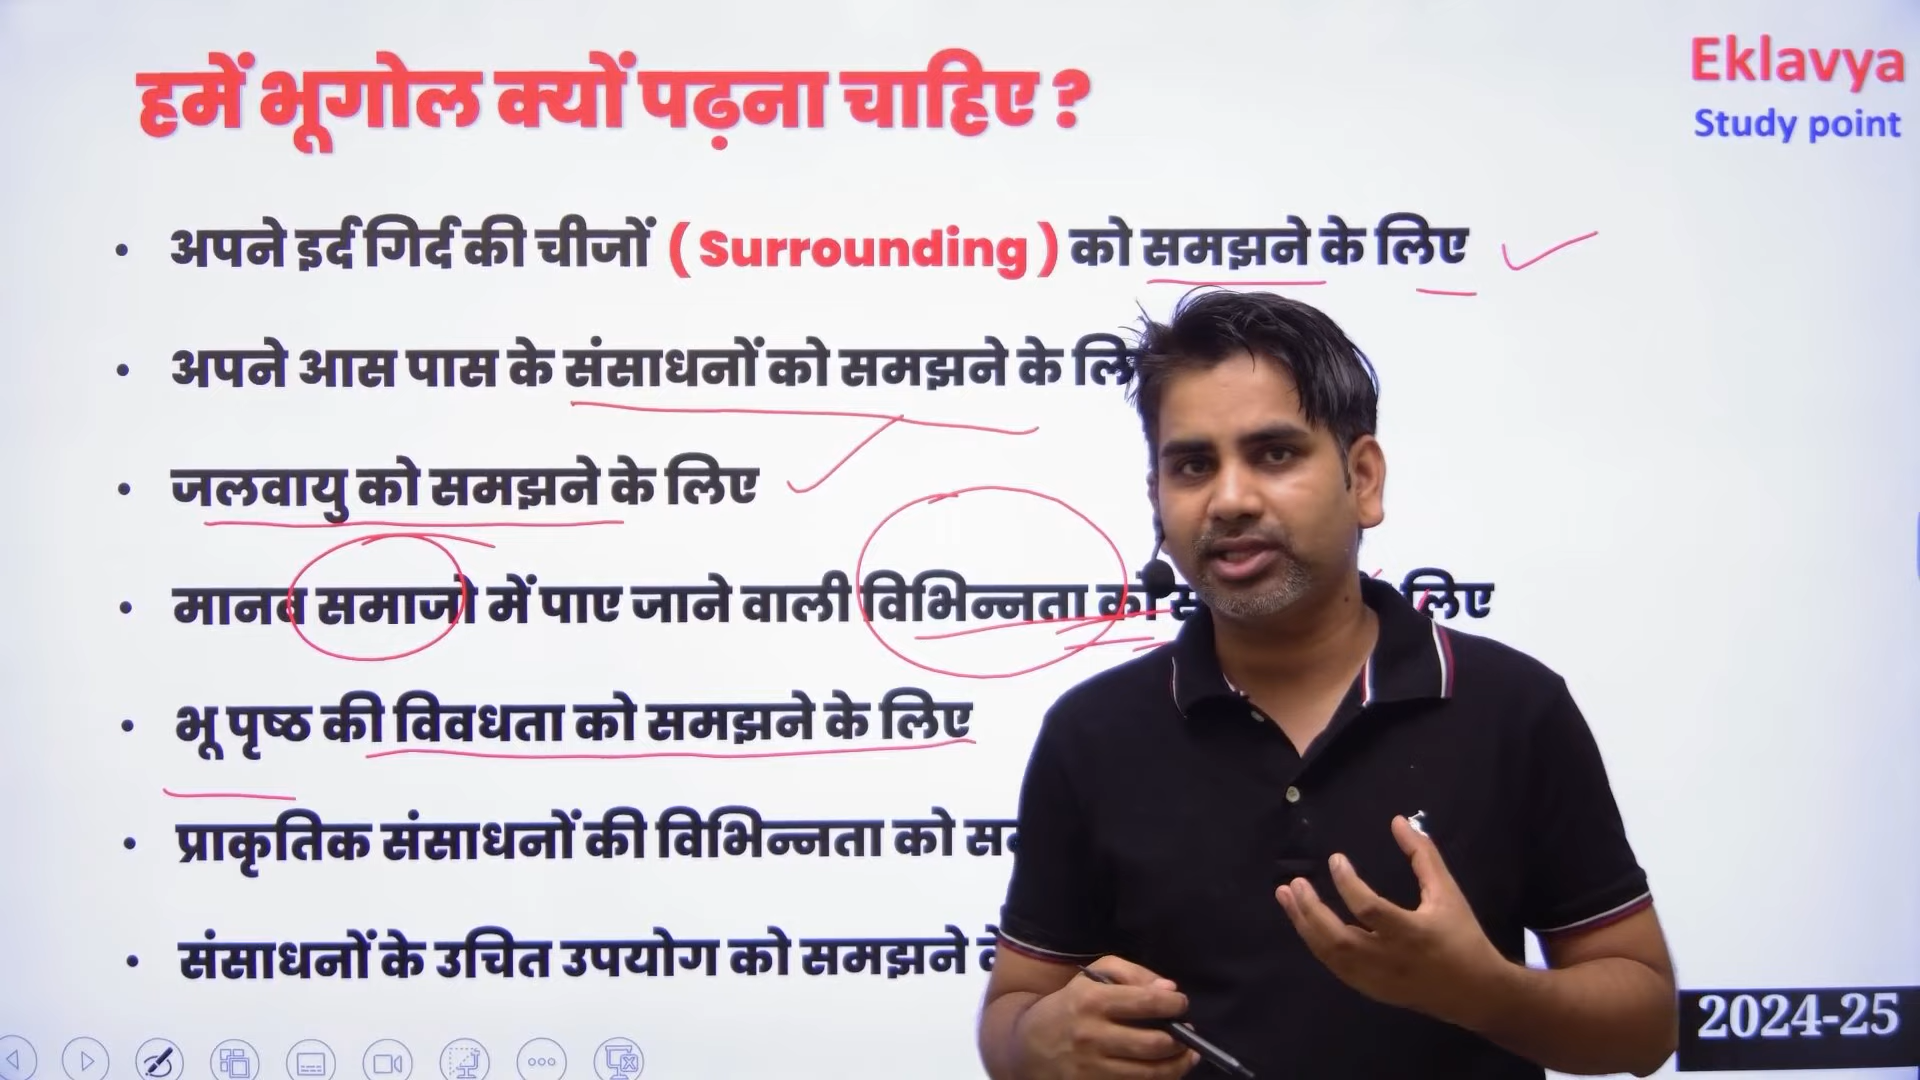 हमें भूगोल क्यों पढ़ना चाहिए ?
Eklavya
Study point
• अपने इर्द गिर्द की चीजों ( Surrounding ) को समझने के लिए
• अपने आस पास के संसाधनों को समझने के
• जलवायु को समझने के लिए
• मानव समाजो में पाए जाने वाली विभिन्नता को लिए
• भू पृष्ठ की विवधता को समझने के लिए
• प्राकृतिक संसाधनों की विभिन्नता को
• संसाधनों के उचित उपयोग को समझने
2024-25